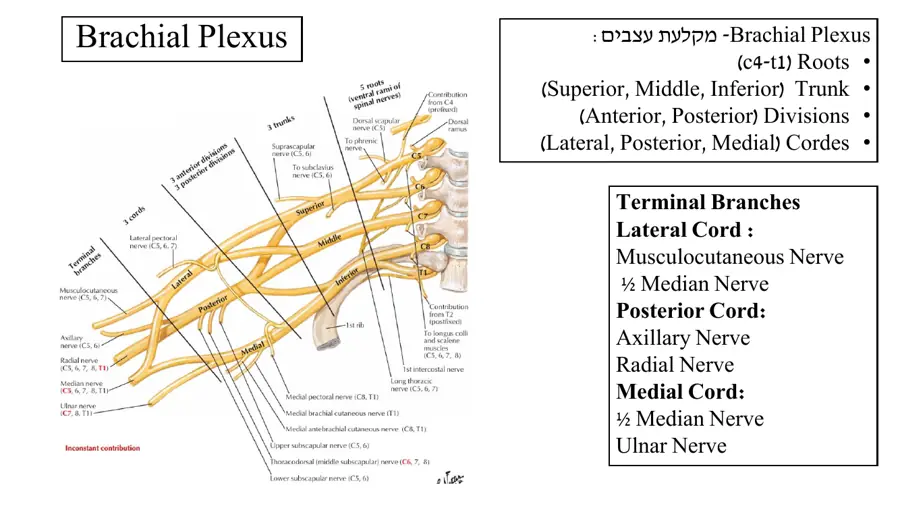 Brachial Plexus
Brachial Plexus- מקלעת עצבים :
• Roots (c4-t1)
• Trunk (Superior, Middle, Inferior)
• Divisions (Anterior, Posterior)
• Cordes (Lateral, Posterior, Medial)
5 roots
(ventral rami of
spinal nerves)
3 trunks
3 anterior divisions
3 posterior divisions
3 cords
Terminal
branches
Contribution
from C4
(prefixed)
Dorsal scapular
nerve (C5)
Dorsal
ramus
To phrenic
nerve
Suprascapular
nerve (C5, 6)
To subclasius
nerve (C5, 6)
C5
C6
C7
C8
T1
Superior
Middle
Inferior
Lateral pectoral
nerve (C5, 6, 7)
Lateral
Posterior
Medial
Musculocutaneous
nerve (C5, 6, 7)
Axillary
nerve (C5, 6)
Radial nerve
(C5, 6, 7, 8, T1)
Median nerve
(C5, 6, 7, 8, T1)
Ulnar nerve
(C7, 8, T1)
Inconstant contribution
1st rib
Contribution
from T2
(postfixed)
To longus colli
and scalene
muscles
(C5, 6, 7, 8)
1st intercostal nerve
Long thoracic
nerve (C5, 6, 7)
Medial pectoral nerve (C8, T1)
Medial brachial cutaneous nerve (T1)
Medial antebrachial cutaneous nerve (C8, T1)
Upper subscapular nerve (C5, 6)
Thoracodorsal (middle subscapular) nerve (C6, 7, 8)
Lower subscapular nerve (C5, 6)
Terminal Branches
Lateral Cord :
Musculocutaneous Nerve
½ Median Nerve
Posterior Cord:
Axillary Nerve
Radial Nerve
Medial Cord:
½ Median Nerve
Ulnar Nerve